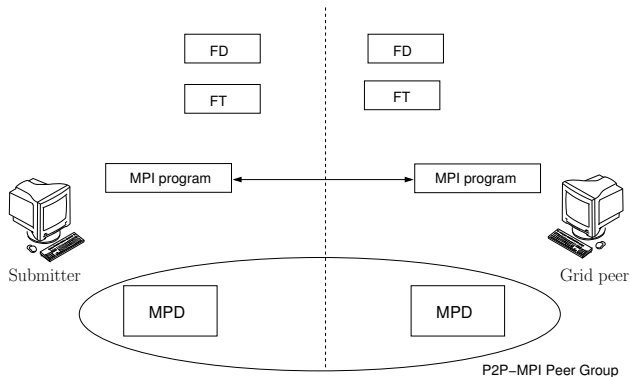 FD
FD
FT
FT
MPI program
MPI program
Submitter
Grid peer
MPD
MPD
P2P–MPI Peer Group